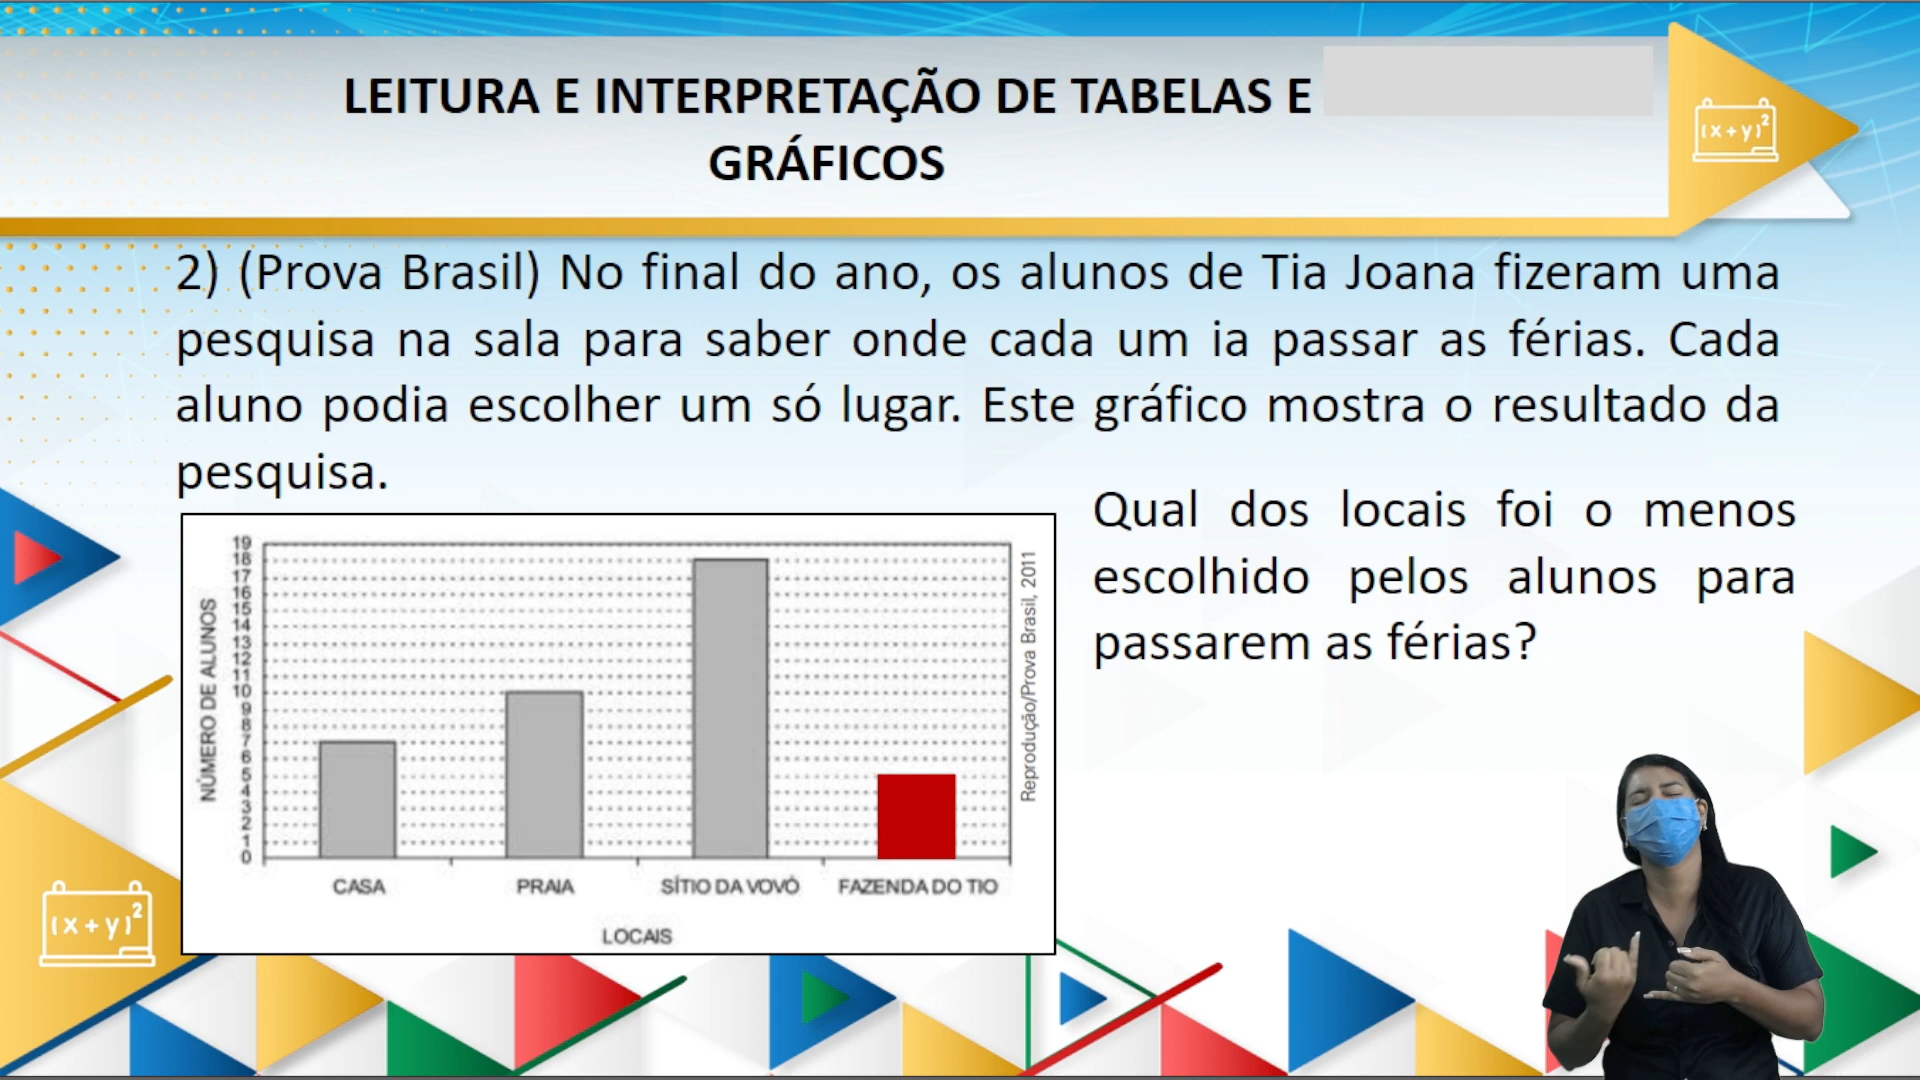 LEITURA E INTERPRETAÇÃO DE TABELAS E
GRÁFICOS
(x+y)²
2) (Prova Brasil) No final do ano, os alunos de Tia Joana fizeram uma
pesquisa na sala para saber onde cada um ia passar as férias. Cada
aluno podia escolher um só lugar. Este gráfico mostra o resultado da
pesquisa.
Qual dos locais foi o menos
escolhido pelos alunos para
passarem as férias?
NÚMERO DE ALUNOS
19
18
17
16
15
14
13
12
11
10
9
8
7
6
5
4
3
2
1
0
CASA PRAIA SÍTIO DA VOVÓ FAZENDA DO TIO
LOCAIS
Reprodução/Prova Brasil, 2011
(x+y)²